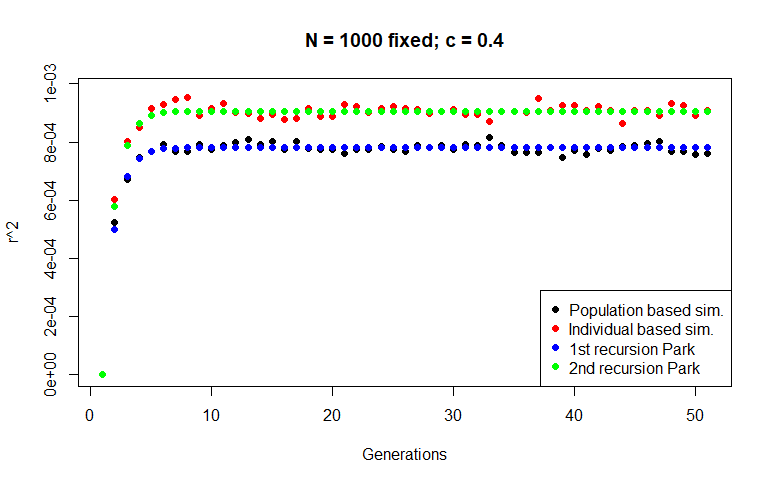 N = 1000 fixed; c = 0.4
r^2
1e-03
8e-04
6e-04
4e-04
2e-04
0e+00
0 10 20 30 40 50
Generations
Population based sim.
Individual based sim.
1st recursion Park
2nd recursion Park